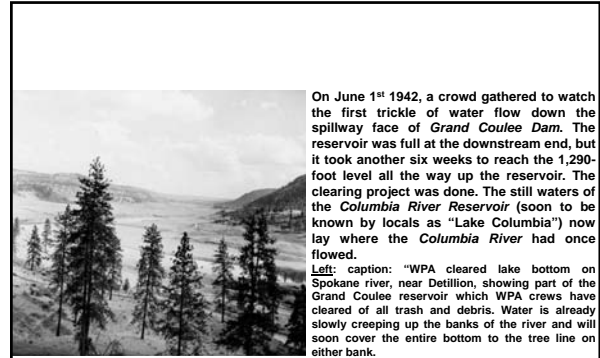 On June 1st 1942, a crowd gathered to watch
the first trickle of water flow down the
spillway face of Grand Coulee Dam. The
reservoir was full at the downstream end, but
it took another six weeks to reach the 1,290-
foot level all the way up the reservoir. The
clearing project was done. The still waters of
the Columbia River Reservoir (soon to be
known by locals as “Lake Columbia”) now
lay where the Columbia River had once
flowed.
Left: caption: “WPA cleared lake bottom on
Spokane river, near Detillion, showing part of the
Grand Coulee reservoir which WPA crews have
cleared of all trash and debris. Water is already
slowly creeping up the banks of the river and will
soon cover the entire bottom to the tree line on
either bank.